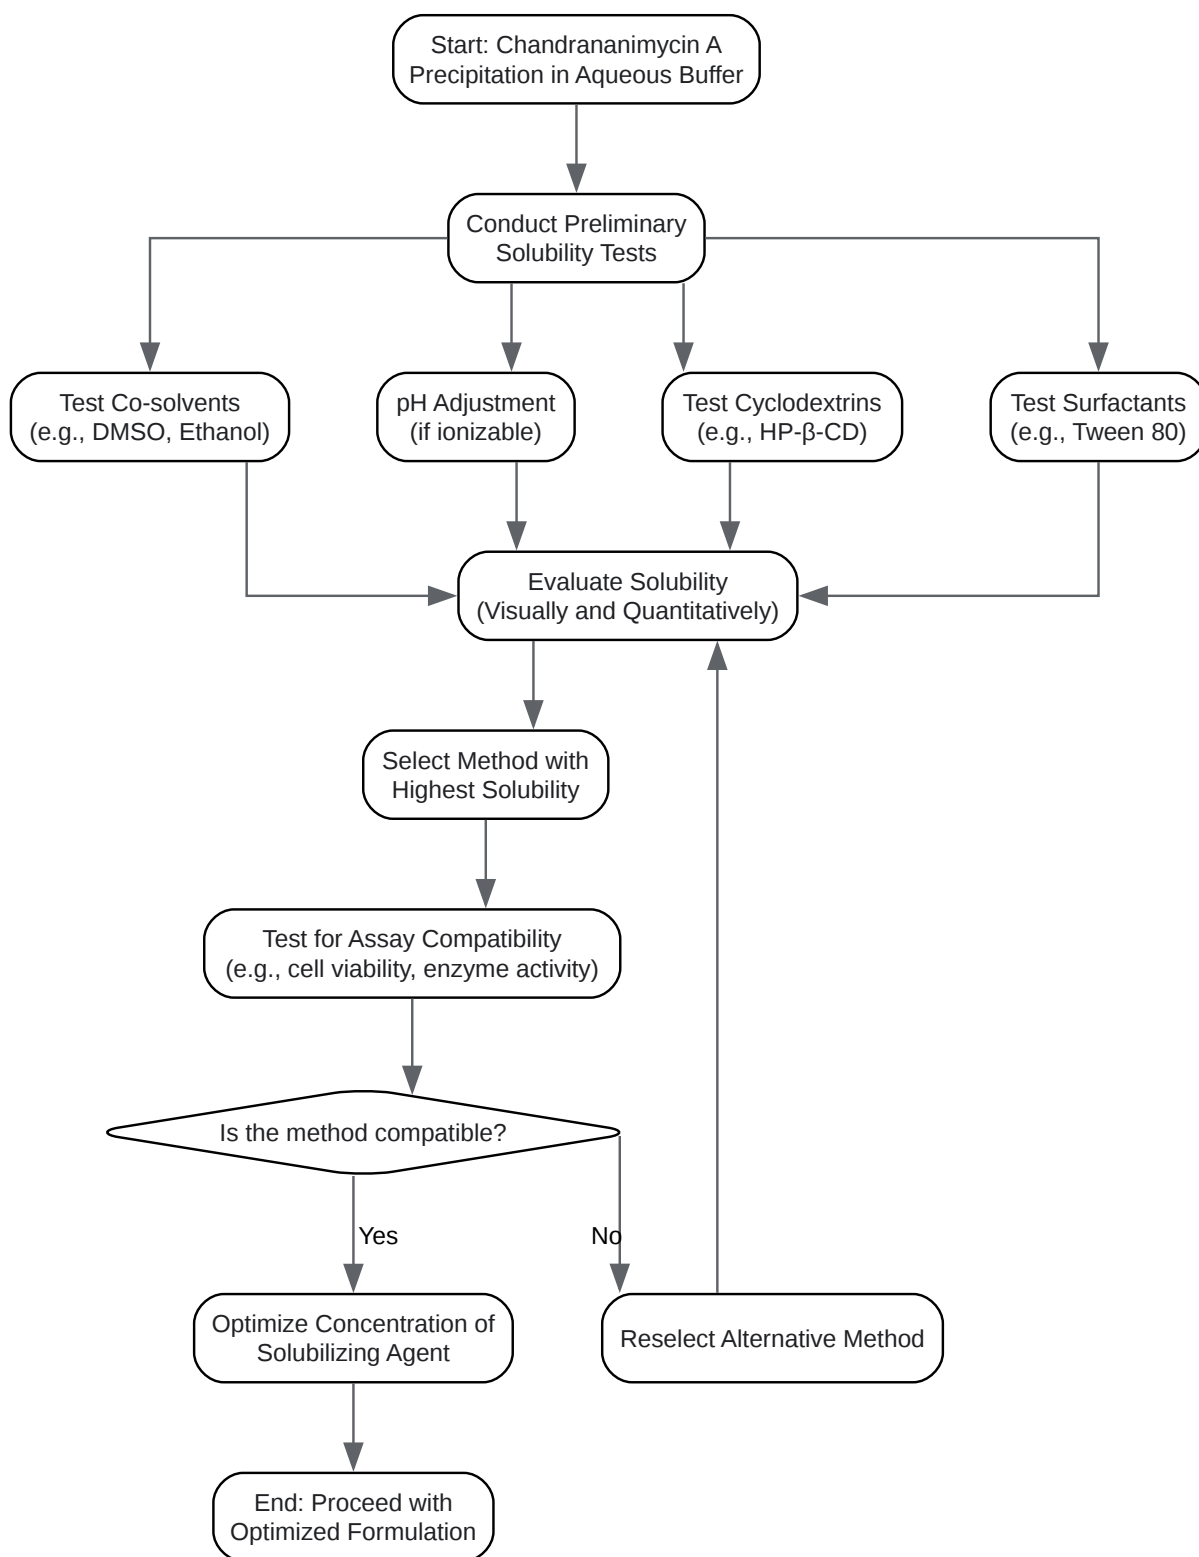 Start: Chandrananimycin A
Precipitation in Aqueous Buffer
Conduct Preliminary
Solubility Tests
Test Co-solvents
(e.g., DMSO, Ethanol)
pH Adjustment
(if ionizable)
Test Cyclodextrins
(e.g., HP-β-CD)
Test Surfactants
(e.g., Tween 80)
Evaluate Solubility
(Visually and Quantitatively)
Select Method with
Highest Solubility
Test for Assay Compatibility
(e.g., cell viability, enzyme activity)
Is the method compatible?
Yes
No
Optimize Concentration of
Solubilizing Agent
Reselect Alternative Method
End: Proceed with
Optimized Formulation